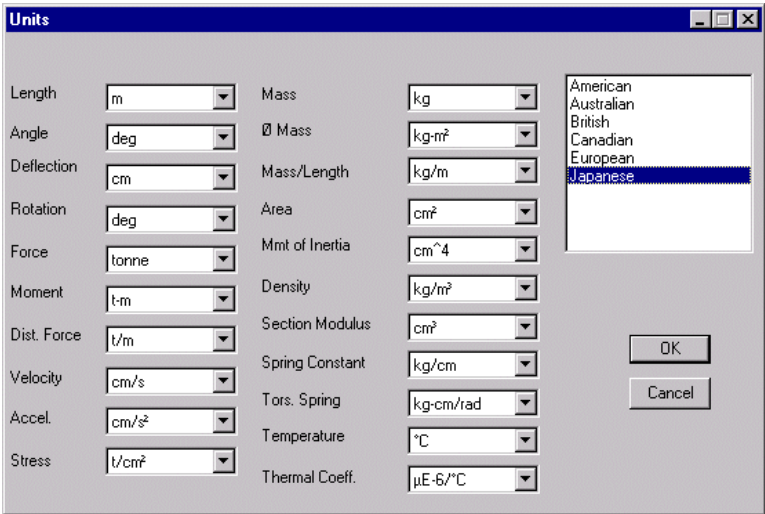 Units
Length
m
Angle
deg
Deflection
cm
Rotation
deg
Force
tonne
Moment
t-m
Dist. Force
t/m
Velocity
cm/s
Accel.
cm/s²
Stress
t/cm²
Mass
kg
Ø Mass
kg-m²
Mass/Length
kg/m
Area
cm²
Mmt of Inertia
cm^4
Density
kg/m³
Section Modulus
cm³
Spring Constant
kg/cm
Tors. Spring
kg-cm/rad
Temperature
°C
Thermal Coeff.
µE-6/°C
American
Australian
British
Canadian
European
Japanese
OK
Cancel